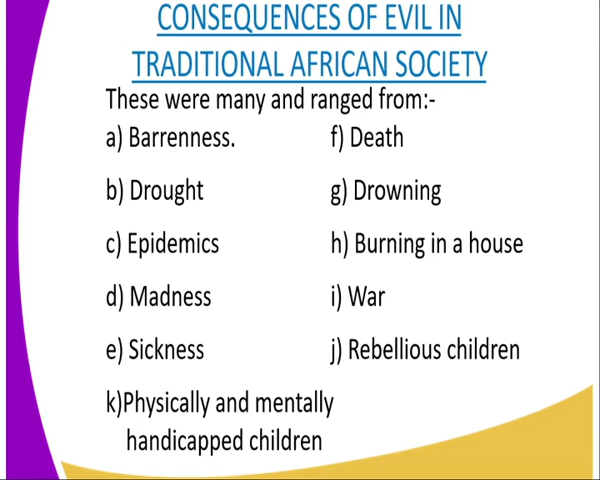 CONSEQUENCES OF EVIL IN
TRADITIONAL AFRICAN SOCIETY
These were many and ranged from:-
a) Barrenness.
b) Drought
c) Epidemics
d) Madness
e) Sickness
k)Physically and mentally
handicapped children
f) Death
g) Drowning
h) Burning in a house
i) War
j) Rebellious children